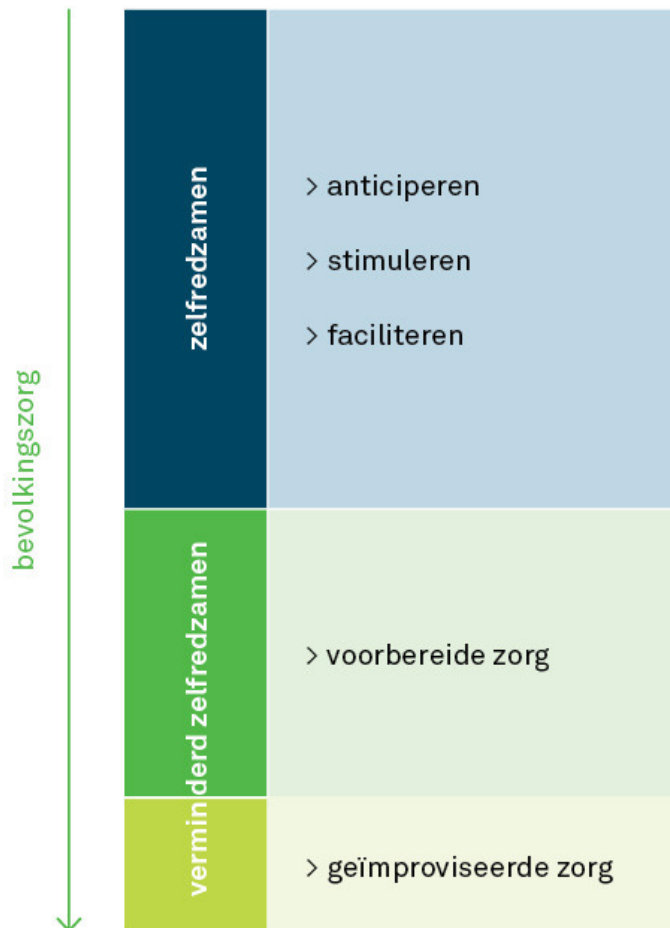 bevolkingszorg
zelfredzamen
> anticiperen
> stimuleren
> faciliteren
verminderd zelfredzamen
> voorbereide zorg
> geïmproviseerde zorg